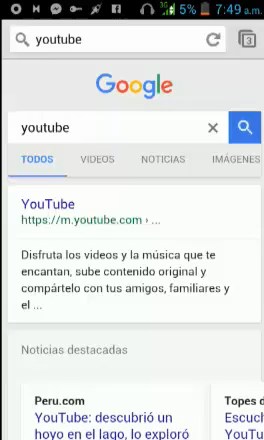 3G 5% 7:49 a.m.
youtube 3
Google
youtube
TODOS VIDEOS NOTICIAS IMÁGENES
YouTube
https://m.youtube.com › ...
Disfruta los videos y la música que te
encantan, sube contenido original y
compártelo con tus amigos, familiares y
el ...
Noticias destacadas
Peru.com
YouTube: descubrió un
hoyo en el lago, lo exploró
Topes d
Escuch
YouTu